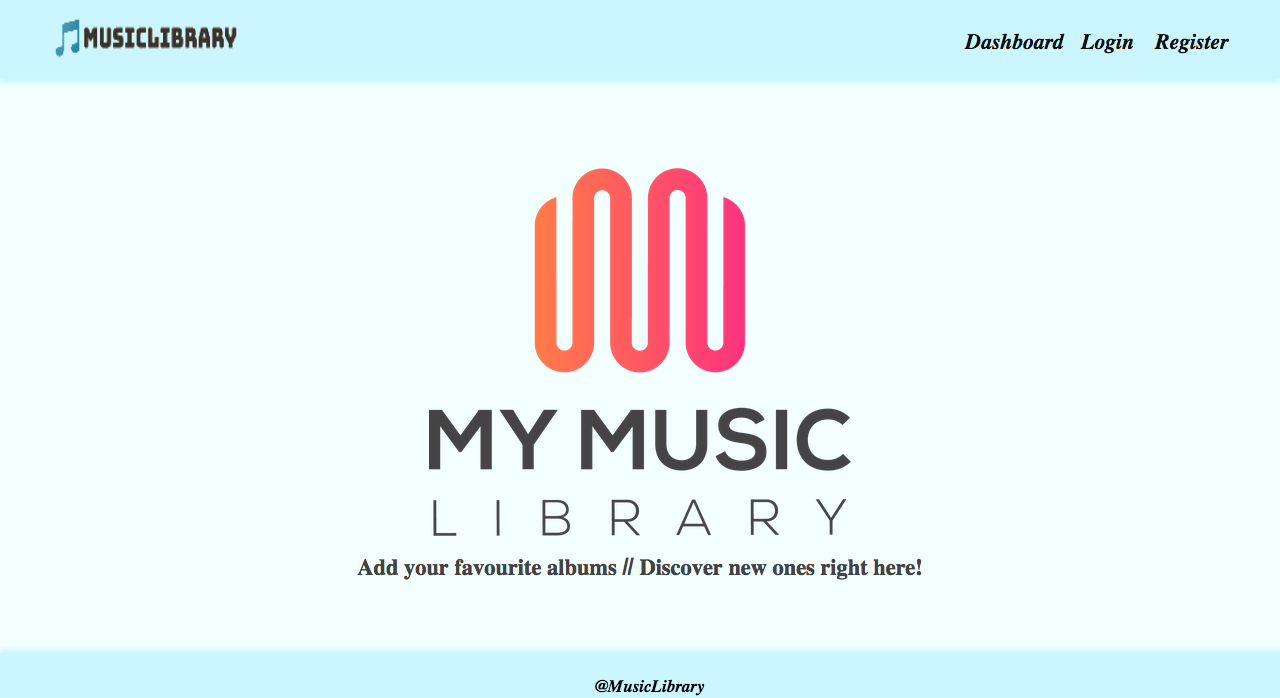 MUSICLIBRARY
Dashboard Login Register
MY MUSIC
LIBRARY
Add your favourite albums // Discover new ones right here!
@MusicLibrary